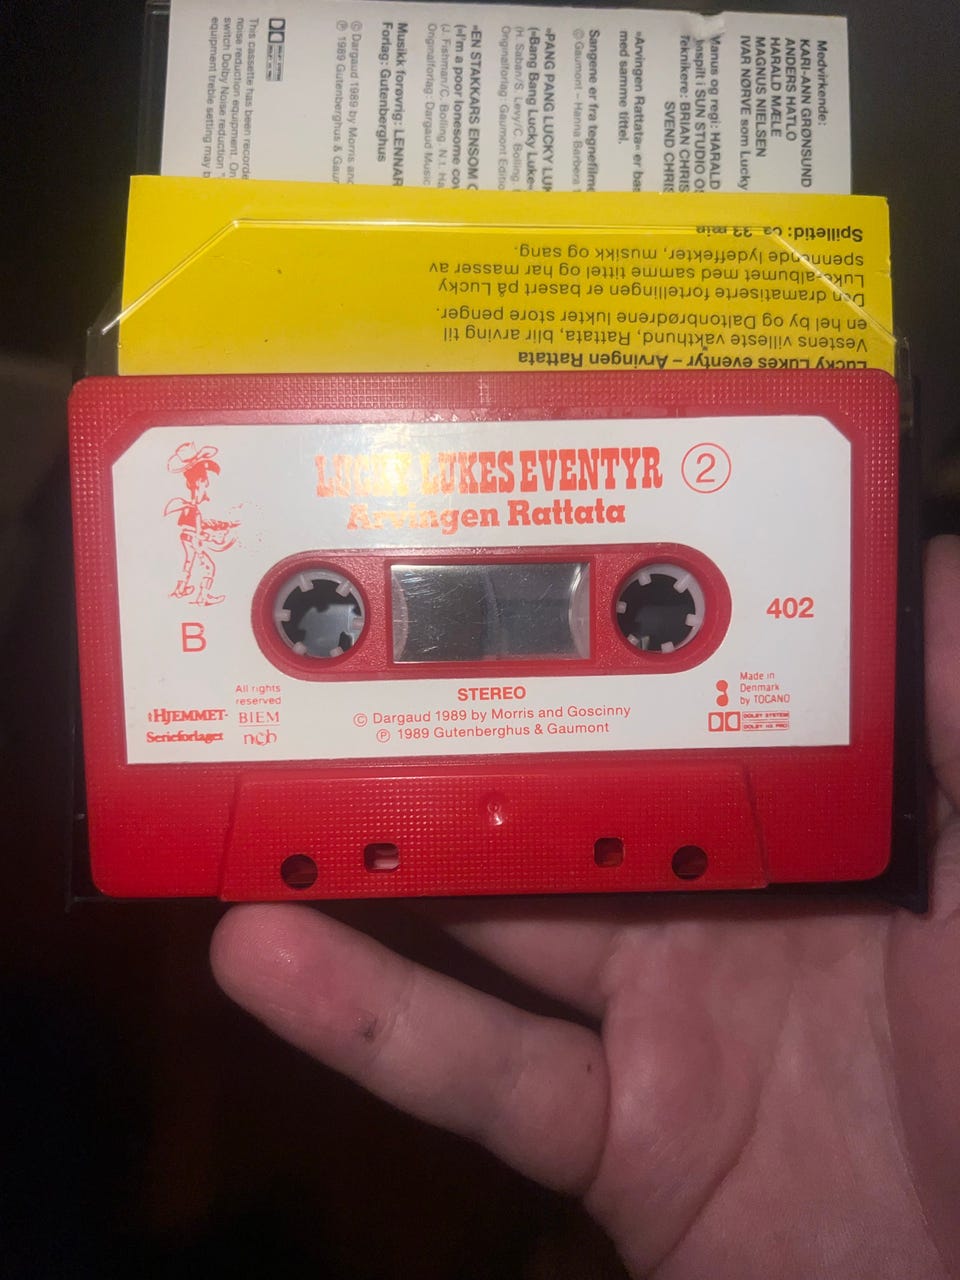 Medvirkende:
KARI-ANN GRØNSUND
ANDERS HATLO
HARALD MÆLE
MAGNUS NIELSEN
IVAR NØRVE som Lucky
Manus og regi: HARALD
Innspilt i SUN STUDIO
Teknikere: BRIAN CHRIS
SVEND CHRIS
»Arvingen Rattata« er bas
med samme tittel.
Sangene er fra tegnefilme
© Gaumont – Hanna Barbera
»PANG PANG LUCKY LUK
(»Bang Bang Lucky Luke«
(H. Saban/S. Levy/C. Bolling.
Originalforlag: Gaumont Editio
»EN STAKKARS ENSOM C
(»I'm a poor lonesome cow
(J. Fishman/C. Bolling. N.t. Ha
Originalforlag: Dargaud Music
Musikk forøvrig: LENNAR
Forlag: Gutenberghus
© Dargaud 1989 by Morris and
℗ 1989 Gutenberghus & Gaum
This cassette has been recorde
noise reduction equipment. On
switch Dolby Noise reduction "
equipment treble setting may b
Lucky Lukes eventyr – Arvingen Rattata
Vestens villeste vakthund, Rattata, blir arving til
en hel by og Daltonbrødrene lukter store penger.
Den dramatiserte fortellingen er basert på Lucky
Luke-albumet med samme tittel og har masser av
spennende lydeffekter, musikk og sang.
Spilletid: ca. 33 min
LUCKY LUKES EVENTYR 2
Arvingen Rattata
B
402
STEREO
© Dargaud 1989 by Morris and Goscinny
℗ 1989 Gutenberghus & Gaumont
HJEMMET-
Serieforlaget
All rights
reserved
BIEM
ncb
Made in
Denmark
by TOCANO
DOLBY SYSTEM
DOLBY HX PRO